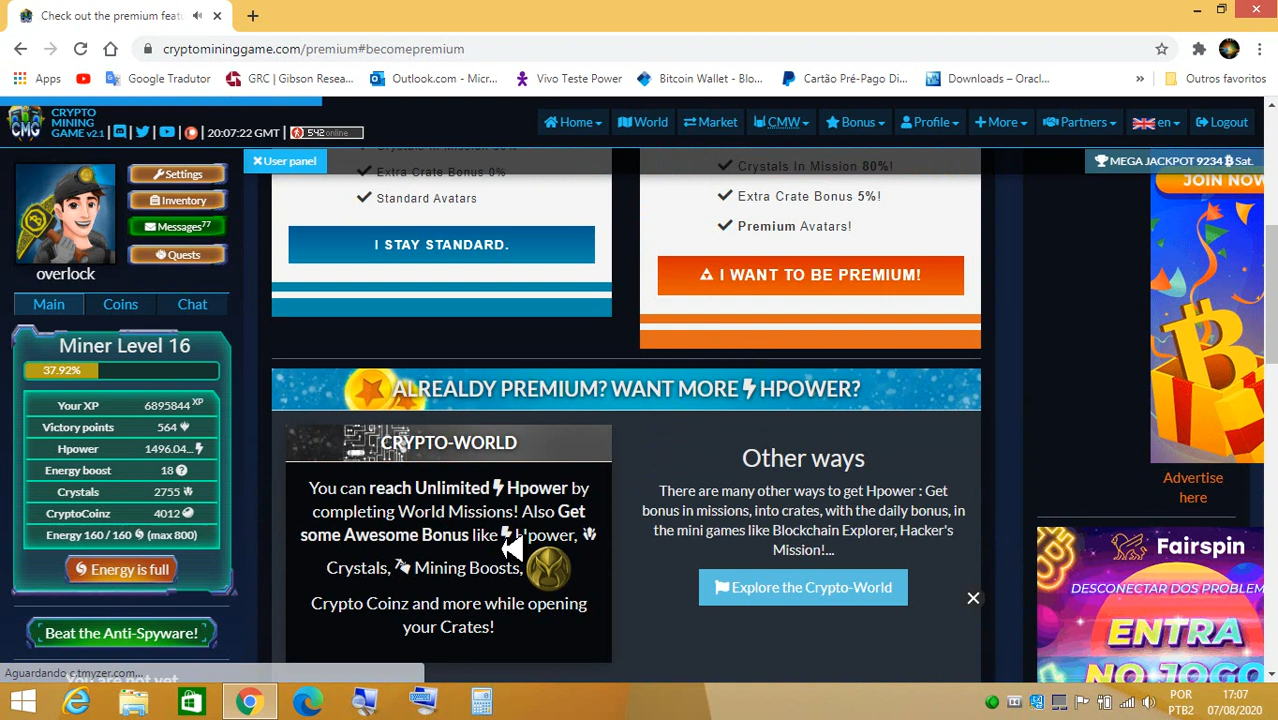 Check out the premium feat
cryptomininggame.com/premium#becomepremium
Apps
Google Tradutor
GRC | Gibson Resea...
Outlook.com - Micr...
Vivo Teste Power
Bitcoin Wallet - Blo...
Cartão Pré-Pago Di...
Downloads – Oracl...
»
Outros favoritos
CRYPTO
MINING
GAME v2.1
20:07:22 GMT
542 online
Home
World
Market
CMW
Bonus
Profile
More
Partners
en
Logout
User panel
MEGA JACKPOT 9234 Sat.
Settings
Inventory
Messages 77
Quests
overlock
Main
Coins
Chat
Miner Level 16
37.92%
Your XP 6895844 XP
Victory points 564
Hpower 1496.04...
Energy boost 18
Crystals 2755
CryptoCoinz 4012
Energy 160 / 160 (max 800)
Energy is full
Beat the Anti-Spyware!
Extra Crate Bonus 0%
Standard Avatars
I STAY STANDARD.
Crystals In Mission 80%!
Extra Crate Bonus 5%!
Premium Avatars!
I WANT TO BE PREMIUM!
ALREALDY PREMIUM? WANT MORE HPOWER?
CRYPTO-WORLD
You can reach Unlimited Hpower by
completing World Missions! Also Get
some Awesome Bonus like Hpower,
Crystals, Mining Boosts,
Crypto Coinz and more while opening
your Crates!
Other ways
There are many other ways to get Hpower : Get
bonus in missions, into crates, with the daily bonus, in
the mini games like Blockchain Explorer, Hacker's
Mission!...
Explore the Crypto-World
JOIN NOW
Advertise
here
Fairspin
DESCONECTAR DOS PROBLEM
ENTRA
NO JOGO
Aguardando c.tmyzer.com...
POR
PTB2
17:07
07/08/2020